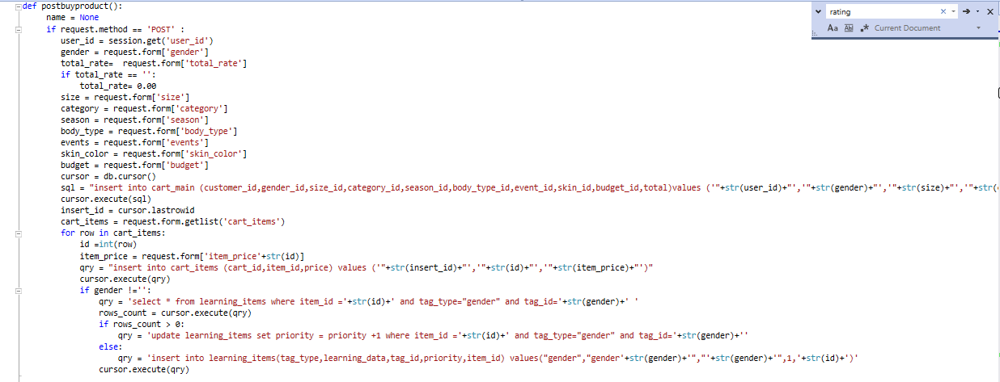 def postbuyproduct():
name = None
if request.method == 'POST' :
user_id = session.get('user_id')
gender = request.form['gender']
total_rate=  request.form['total_rate']
if total_rate == '':
total_rate= 0.00
size = request.form['size']
category = request.form['category']
season = request.form['season']
body_type = request.form['body_type']
events = request.form['events']
skin_color = request.form['skin_color']
budget = request.form['budget']
cursor = db.cursor()
sql = "insert into cart_main (customer_id,gender_id,size_id,category_id,season_id,body_type_id,event_id,skin_id,budget_id,total)values ('"+str(user_id)+"','"+str(gender)+"','"+str(size)+"','"+str(
cursor.execute(sql)
insert_id = cursor.lastrowid
cart_items = request.form.getlist('cart_items')
for row in cart_items:
id =int(row)
item_price = request.form['item_price'+str(id)]
qry = "insert into cart_items (cart_id,item_id,price) values ('"+str(insert_id)+"','"+str(id)+"','"+str(item_price)+"')"
cursor.execute(qry)
if gender !='':
qry = 'select * from learning_items where item_id ='+str(id)+' and tag_type="gender" and tag_id='+str(gender)+' '
rows_count = cursor.execute(qry)
if rows_count > 0:
qry = 'update learning_items set priority = priority +1 where item_id ='+str(id)+' and tag_type="gender" and tag_id='+str(gender)+''
else:
qry = 'insert into learning_items(tag_type,learning_data,tag_id,priority,item_id) values("gender","gender'+str(gender)+'","'+str(gender)+'",1,'+str(id)+')'
cursor.execute(qry)
rating
Aa Ab Current Document